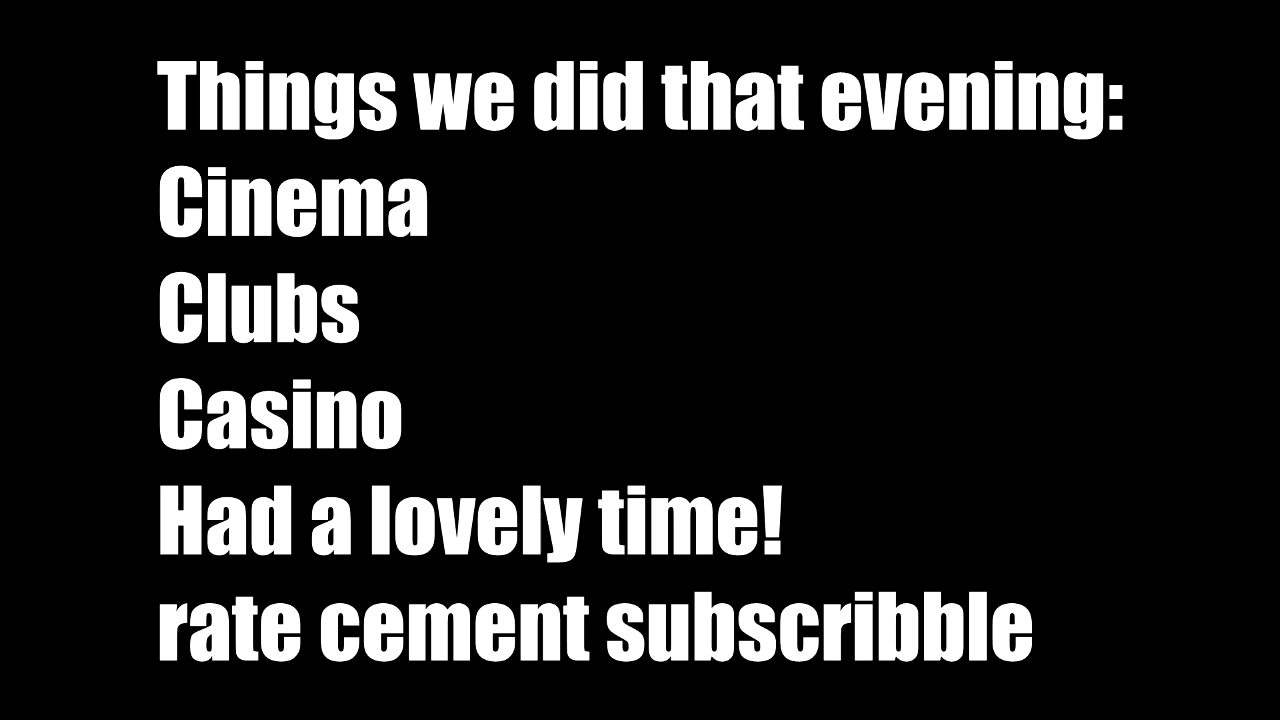 Things we did that evening:
Cinema
Clubs
Casino
Had a lovely time!
rate cement subscribble